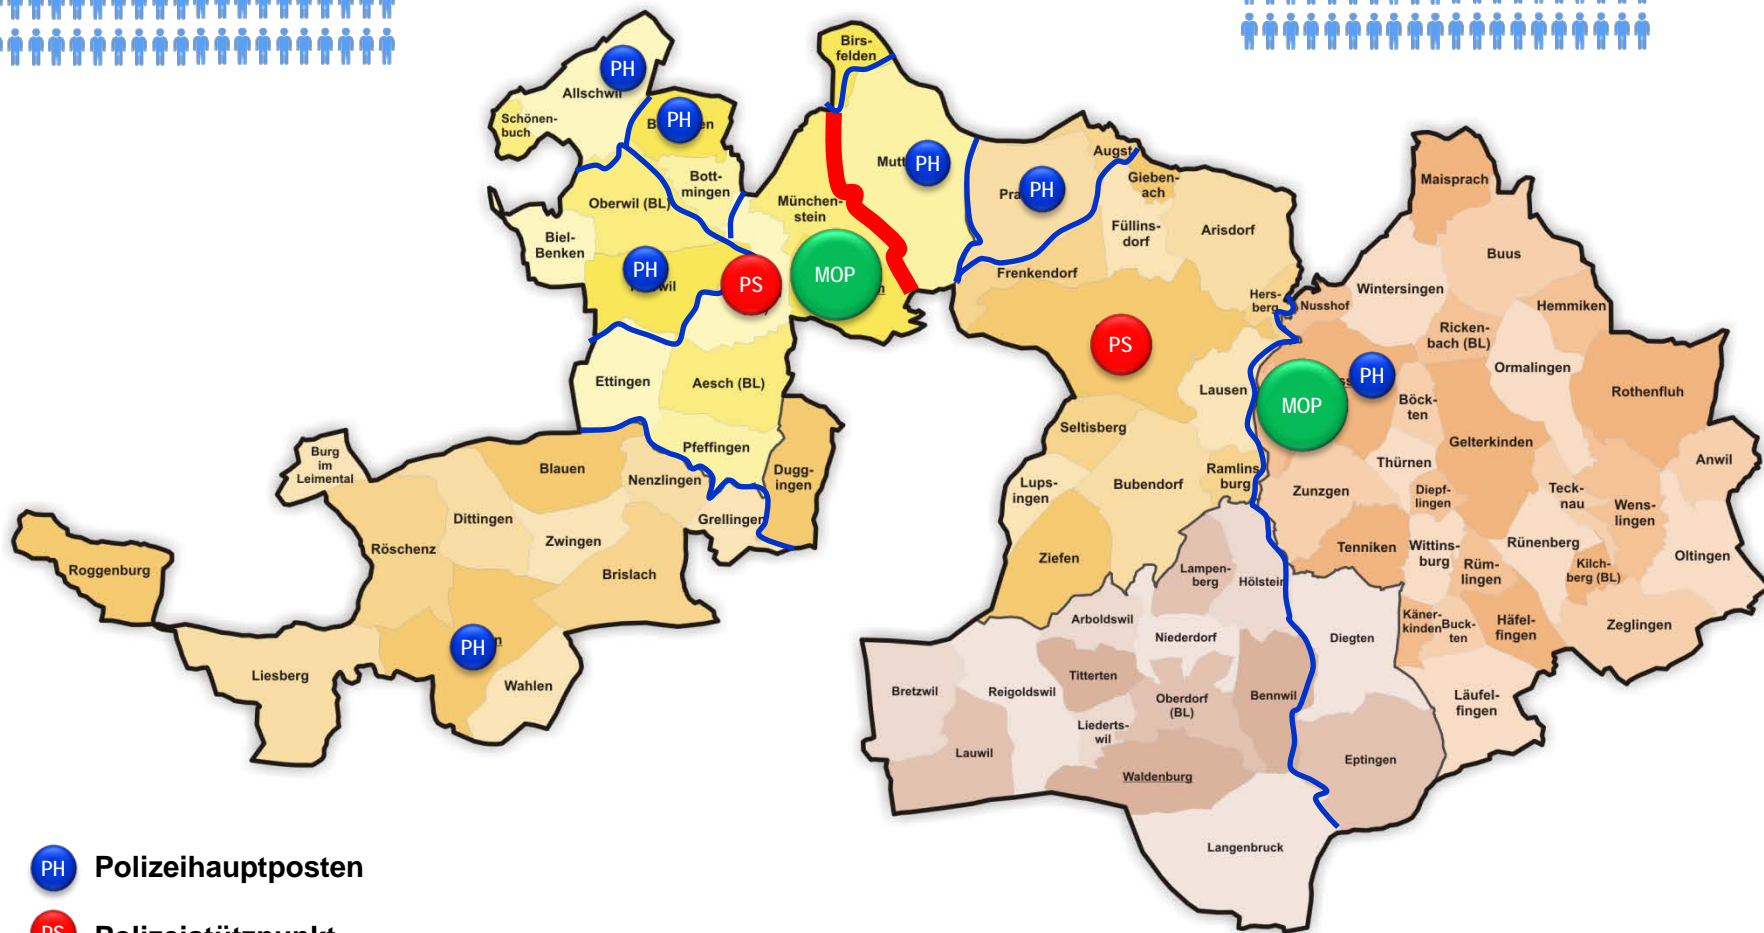 Birs-
felden
PH
Allschwil
Schönen-
buch
PH
Bott-
mingen
Oberwil (BL)
Biel-
Benken
PH
PS
München-
stein
MOP
PH
PH
Augst
Gieben-
ach
Füllins-
dorf
Arisdorf
Frenkendorf
Hers-
berg
PS
Lausen
Maisprach
Buus
Wintersingen
Nusshof
Hemmiken
Ricken-
bach (BL)
Ormalingen
Rothenfluh
MOP
PH
Böck-
ten
Gelterkinden
Thürnen
Anwil
Zunzgen
Diepf-
lingen
Teck-
nau
Wens-
lingen
Tenniken
Wittins-
burg
Rünenberg
Oltingen
Rüm-
lingen
Kilch-
berg (BL)
Käner-
kinden
Buck-
ten
Häfel-
fingen
Zeglingen
Läufel-
fingen
Diegten
Eptingen
Ettingen
Aesch (BL)
Pfeffingen
Dugg-
ingen
Burg
im
Leimental
Blauen
Nenzlingen
Grellingen
Dittingen
Zwingen
Röschenz
Brislach
Roggenburg
PH
Liesberg
Wahlen
Seltisberg
Lups-
ingen
Bubendorf
Ramlins
burg
Ziefen
Lampen-
berg
Hölstein
Arboldswil
Niederdorf
Titterten
Bretzwil
Reigoldswil
Oberdorf
(BL)
Bennwil
Liederts-
wil
Lauwil
Waldenburg
Langenbruck
PH Polizeihauptposten
PS Polizeistützpunkt